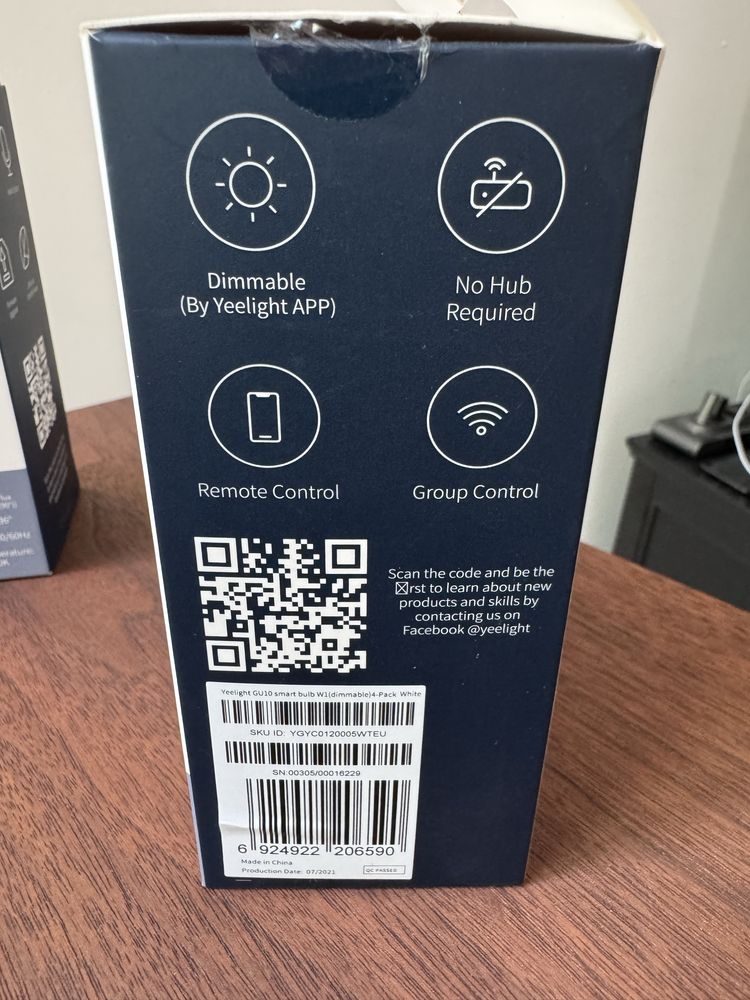 Dimmable
(By Yeelight APP)
No Hub
Required
Remote Control
Group Control
Scan the code and be the
☒rst to learn about new
products and skills by
contacting us on
Facebook @yeelight
Yeelight GU10 smart bulb W1(dimmable)4-Pack White
SKU ID: YGYC0120005WTEU
SN:00305/00016229
6 924922 206590
Made in China
Production Date: 07/2021
QC PASSED